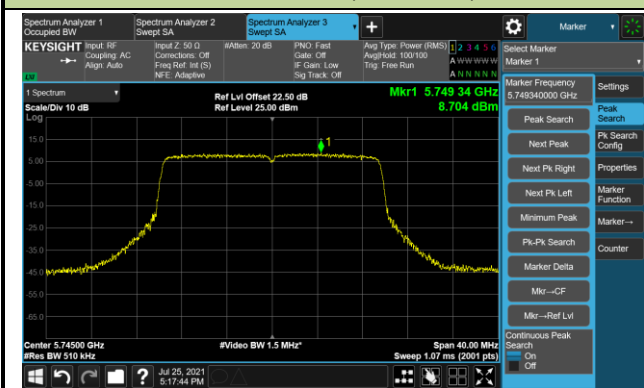 Spectrum Analyzer 1
Occupied BW
Spectrum Analyzer 2
Swept SA
Spectrum Analyzer 3
Swept SA
+
Marker
KEYSIGHT
Input: RF
Coupling: AC
Align: Auto
Input Z: 50 Ω
Corrections: Off
Freq Ref: Int (S)
NFE: Adaptive
#Atten: 20 dB
PNO: Fast
Gate: Off
IF Gain: Low
Sig Track: Off
Avg Type: Power (RMS)
Avg|Hold: 100/100
Trig: Free Run
1 2 3 4 5 6
A W W W W W
A N N N N N
Select Marker
Marker 1
1 Spectrum
Scale/Div 10 dB
Log
Ref Lvl Offset 22.50 dB
Ref Level 25.00 dBm
Mkr1 5.749 34 GHz
8.704 dBm
15.0
5.00
-5.00
-15.0
-25.0
-35.0
-45.0
-55.0
-65.0
1
Center 5.74500 GHz
#Res BW 510 kHz
#Video BW 1.5 MHz*
Span 40.00 MHz
Sweep 1.07 ms (2001 pts)
Marker Frequency
5.749340000 GHz
Peak Search
Next Peak
Next Pk Right
Next Pk Left
Minimum Peak
Pk-Pk Search
Marker Delta
Mkr→CF
Mkr→Ref Lvl
Continuous Peak
Search
On
Off
Settings
Peak
Search
Pk Search
Config
Properties
Marker
Function
Marker→
Counter
?
Jul 25, 2021
5:17:44 PM